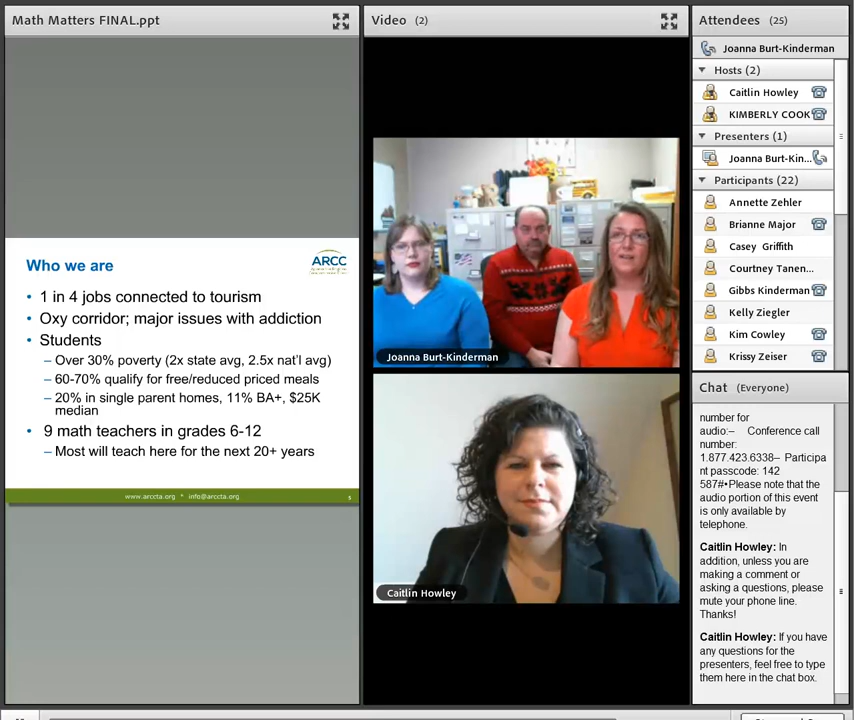 Math Matters FINAL.ppt
Who we are
ARCC
• 1 in 4 jobs connected to tourism
• Oxy corridor; major issues with addiction
• Students
– Over 30% poverty (2x state avg, 2.5x nat'l avg)
– 60-70% qualify for free/reduced priced meals
– 20% in single parent homes, 11% BA+, $25K
median
• 9 math teachers in grades 6-12
– Most will teach here for the next 20+ years
www.arccta.org * info@arccta.org
Video (2)
Joanna Burt-Kinderman
Caitlin Howley
Attendees (25)
Joanna Burt-Kinderman
Hosts (2)
Caitlin Howley
KIMBERLY COOK
Presenters (1)
Joanna Burt-Kin...
Participants (22)
Annette Zehler
Brianne Major
Casey Griffith
Courtney Tanen...
Gibbs Kinderman
Kelly Ziegler
Kim Cowley
Krissy Zeiser
Chat (Everyone)
number for
audio:– Conference call
number:
1.877.423.6338– Participa
nt passcode: 142
587#•Please note that the
audio portion of this event
is only available by
telephone.
Caitlin Howley: In
addition, unless you are
making a comment or
asking a questions, please
mute your phone line.
Thanks!
Caitlin Howley: If you have
any questions for the
presenters, feel free to type
them here in the chat box.